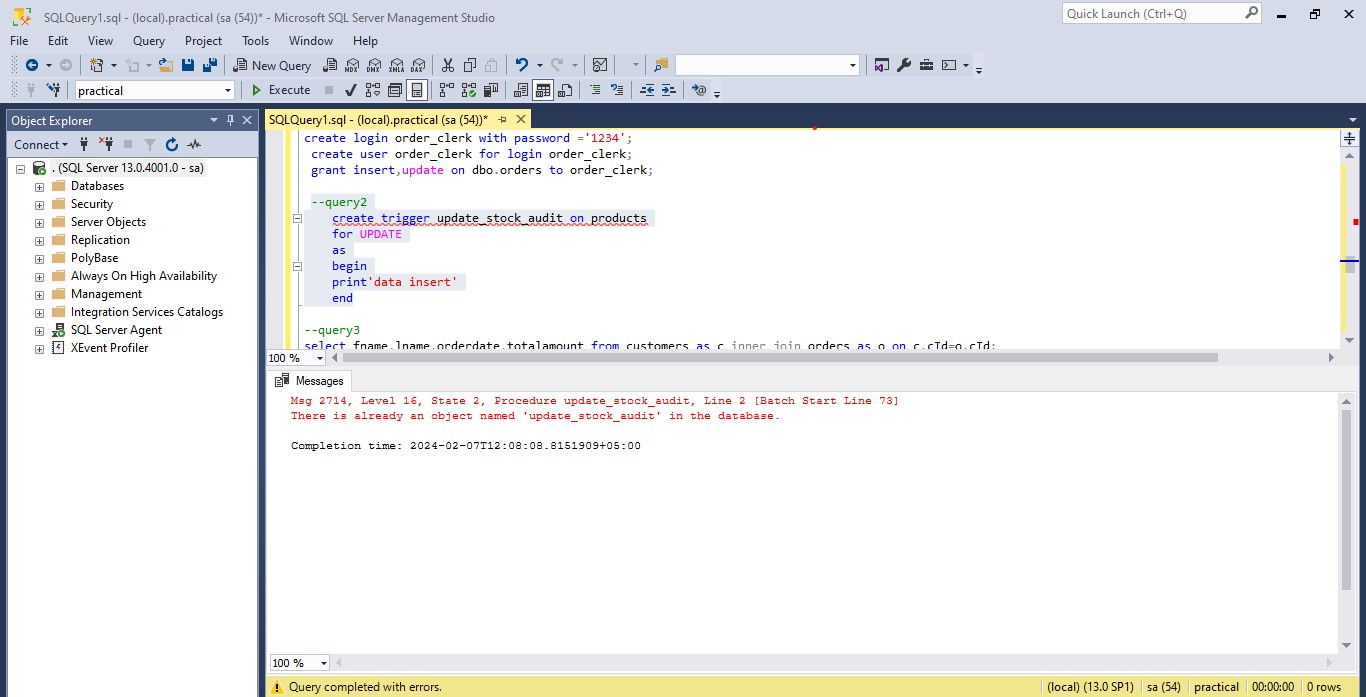 SQLQuery1.sql - (local).practical (sa (54))* - Microsoft SQL Server Management Studio
Quick Launch (Ctrl+Q)
File Edit View Query Project Tools Window Help
New Query MDX DMX XMLA DAX
practical Execute
Object Explorer
SQLQuery1.sql - (local).practical (sa (54))*
Connect
. (SQL Server 13.0.4001.0 - sa)
Databases
Security
Server Objects
Replication
PolyBase
Always On High Availability
Management
Integration Services Catalogs
SQL Server Agent
XEvent Profiler
create login order_clerk with password ='1234';
create user order_clerk for login order_clerk;
grant insert,update on dbo.orders to order_clerk;
--query2
create trigger update_stock_audit on products
for UPDATE
as
begin
print'data insert'
end
--query3
select fname,lname,orderdate,totalamount from customers as c inner join orders as o on c.cId=o.cId;
100 %
Messages
Msg 2714, Level 16, State 2, Procedure update_stock_audit, Line 2 [Batch Start Line 73]
There is already an object named 'update_stock_audit' in the database.
Completion time: 2024-02-07T12:08:08.8151909+05:00
100 %
Query completed with errors.
(local) (13.0 SP1) sa (54) practical 00:00:00 0 rows